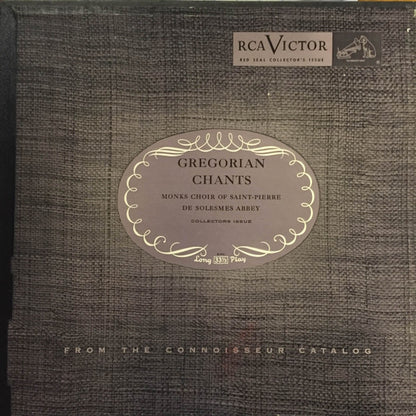 RCA VICTOR
RED SEAL COLLECTOR'S ISSUE
GREGORIAN
CHANTS
MONKS CHOIR OF SAINT-PIERRE
DE SOLESMES ABBEY
COLLECTORS ISSUE
Long 33⅓ Play
FROM THE CONNOISSEUR CATALOG